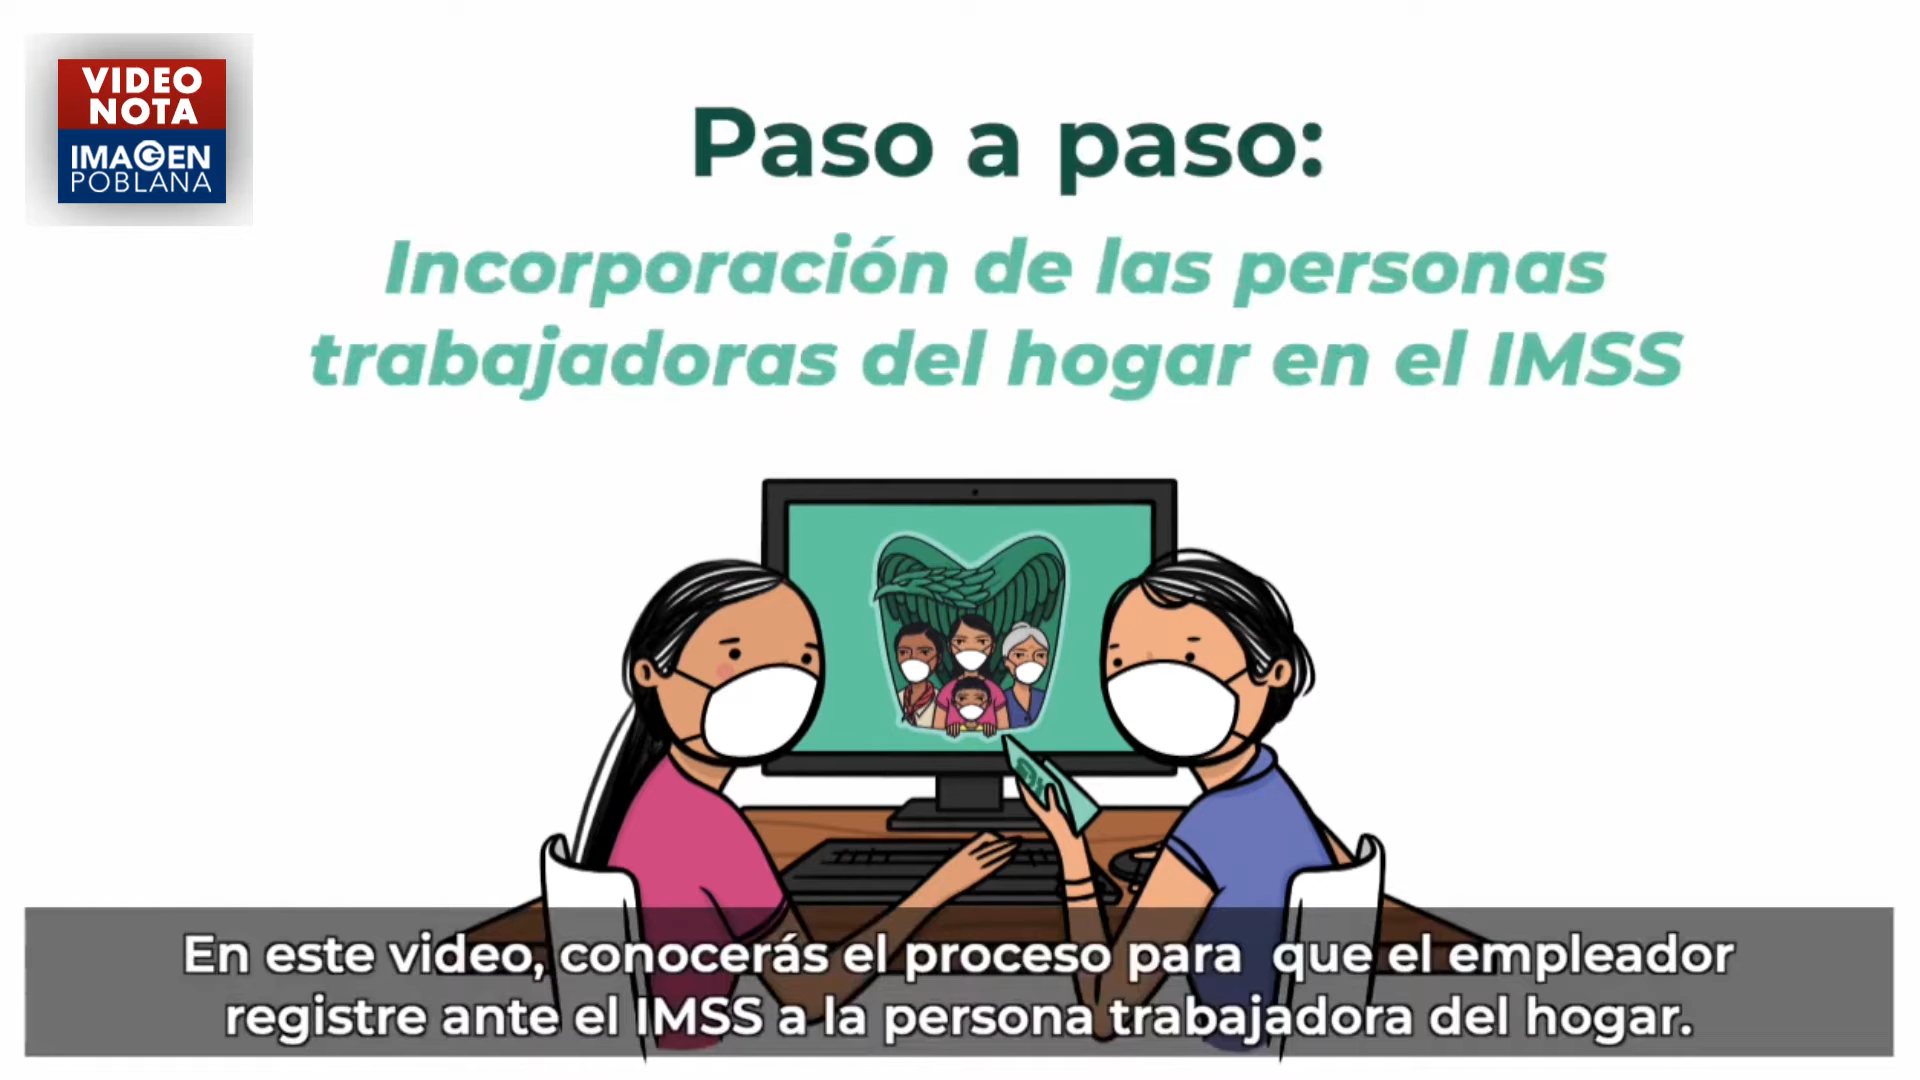 VIDEO
NOTA
IMAGEN
POBLANA
Paso a paso:
Incorporación de las personas
trabajadoras del hogar en el IMSS
En este video, conocerás el proceso para  que el empleador
registre ante el IMSS a la persona trabajadora del hogar.